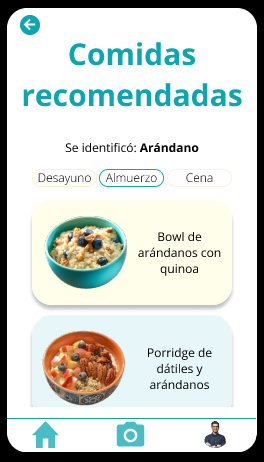 Comidas
recomendadas
Se identificó: Arándano
Desayuno Almuerzo Cena
Bowl de
arándanos con
quinoa
Porridge de
dátiles y
arándanos